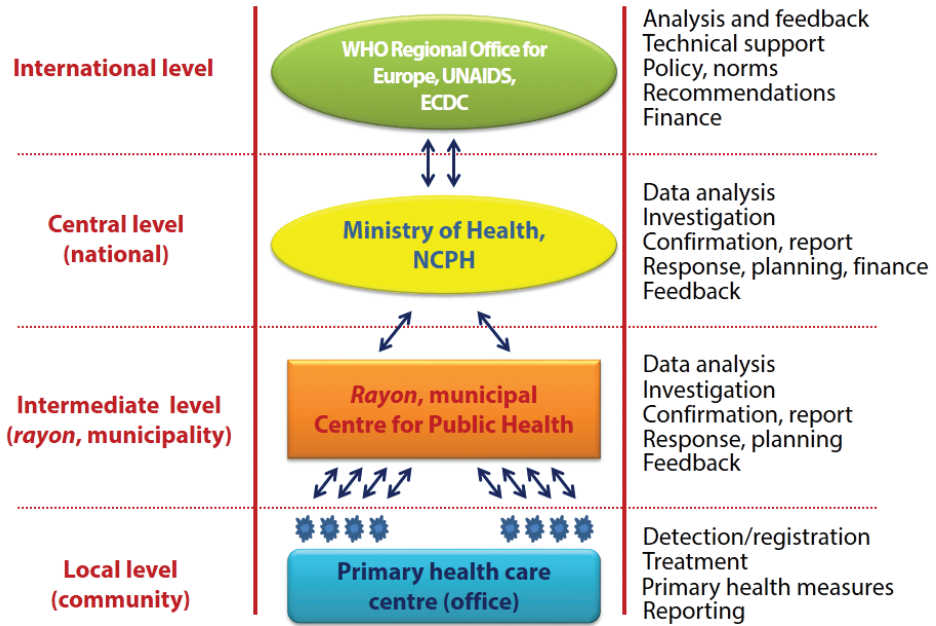 International level
WHO Regional Office for
Europe, UNAIDS,
ECDC
Analysis and feedback
Technical support
Policy, norms
Recommendations
Finance
Central level
(national)
Ministry of Health,
NCPH
Data analysis
Investigation
Confirmation, report
Response, planning, finance
Feedback
Intermediate level
(rayon, municipality)
Rayon, municipal
Centre for Public Health
Data analysis
Investigation
Confirmation, report
Response, planning
Feedback
Local level
(community)
Primary health care
centre (office)
Detection/registration
Treatment
Primary health measures
Reporting